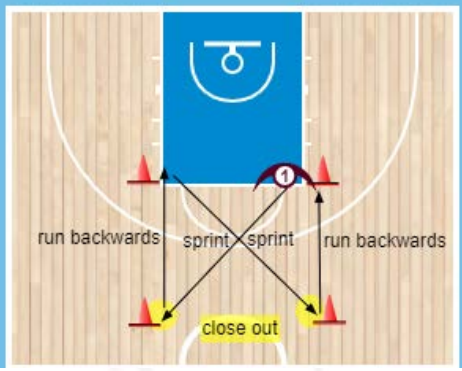 1
run backwards
sprint
sprint
run backwards
close out